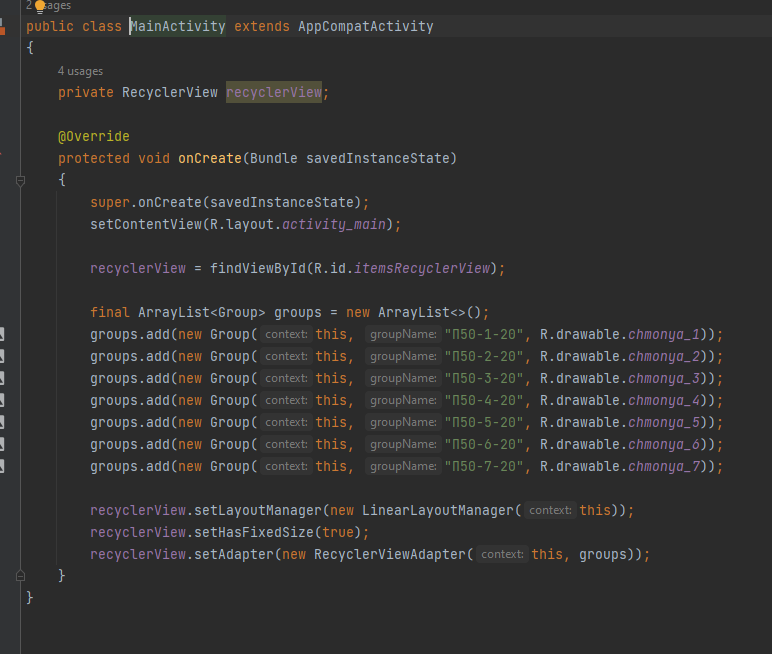 2 usages
public class MainActivity extends AppCompatActivity
{
4 usages
private RecyclerView recyclerView;
@Override
protected void onCreate(Bundle savedInstanceState)
{
super.onCreate(savedInstanceState);
setContentView(R.layout.activity_main);
recyclerView = findViewById(R.id.itemsRecyclerView);
final ArrayList<Group> groups = new ArrayList<>();
groups.add(new Group( context: this, groupName: "П50-1-20", R.drawable.chmonya_1));
groups.add(new Group( context: this, groupName: "П50-2-20", R.drawable.chmonya_2));
groups.add(new Group( context: this, groupName: "П50-3-20", R.drawable.chmonya_3));
groups.add(new Group( context: this, groupName: "П50-4-20", R.drawable.chmonya_4));
groups.add(new Group( context: this, groupName: "П50-5-20", R.drawable.chmonya_5));
groups.add(new Group( context: this, groupName: "П50-6-20", R.drawable.chmonya_6));
groups.add(new Group( context: this, groupName: "П50-7-20", R.drawable.chmonya_7));
recyclerView.setLayoutManager(new LinearLayoutManager( context: this));
recyclerView.setHasFixedSize(true);
recyclerView.setAdapter(new RecyclerViewAdapter( context: this, groups));
}
}